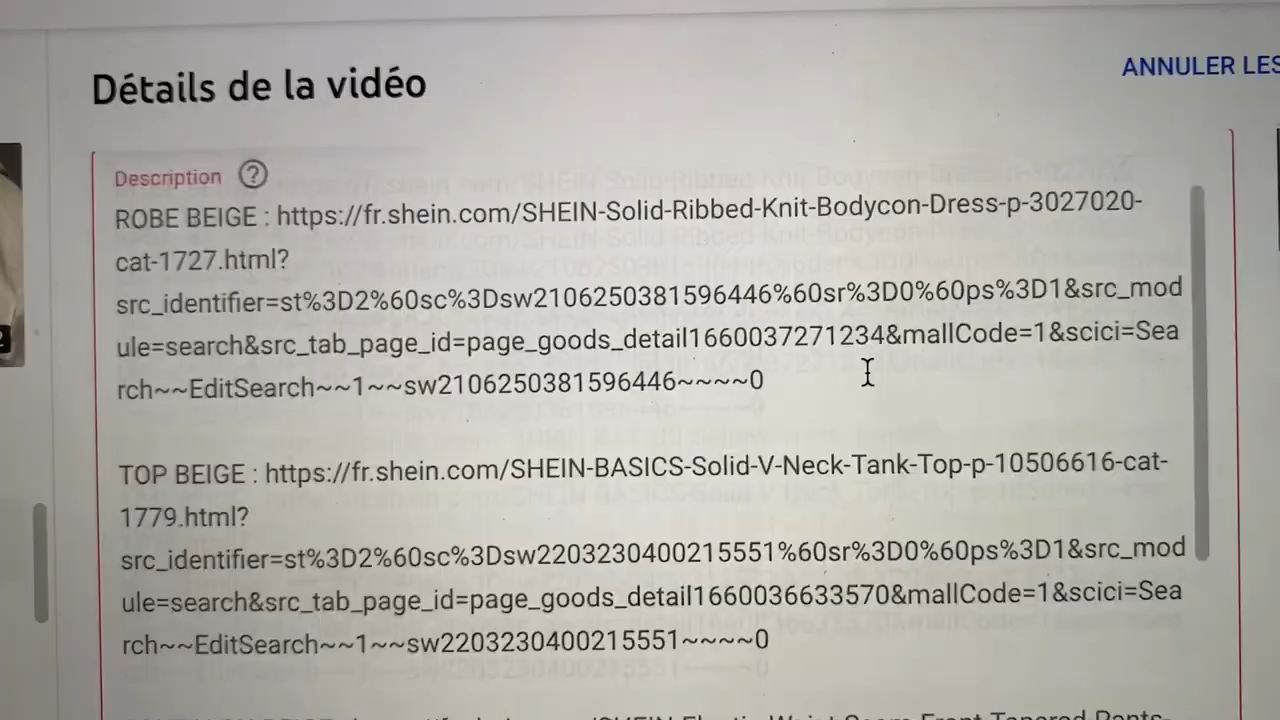 Détails de la vidéo
ANNULER LES
Description ?
ROBE BEIGE : https://fr.shein.com/SHEIN-Solid-Ribbed-Knit-Bodycon-Dress-p-3027020-
cat-1727.html?
src_identifier=st%3D2%60sc%3Dsw2106250381596446%60sr%3D0%60ps%3D1&src_mod
ule=search&src_tab_page_id=page_goods_detail1660037271234&mallCode=1&scici=Sea
rch~~EditSearch~~1~~sw2106250381596446~~~~0
TOP BEIGE : https://fr.shein.com/SHEIN-BASICS-Solid-V-Neck-Tank-Top-p-10506616-cat-
1779.html?
src_identifier=st%3D2%60sc%3Dsw2203230400215551%60sr%3D0%60ps%3D1&src_mod
ule=search&src_tab_page_id=page_goods_detail1660036633570&mallCode=1&scici=Sea
rch~~EditSearch~~1~~sw2203230400215551~~~~0